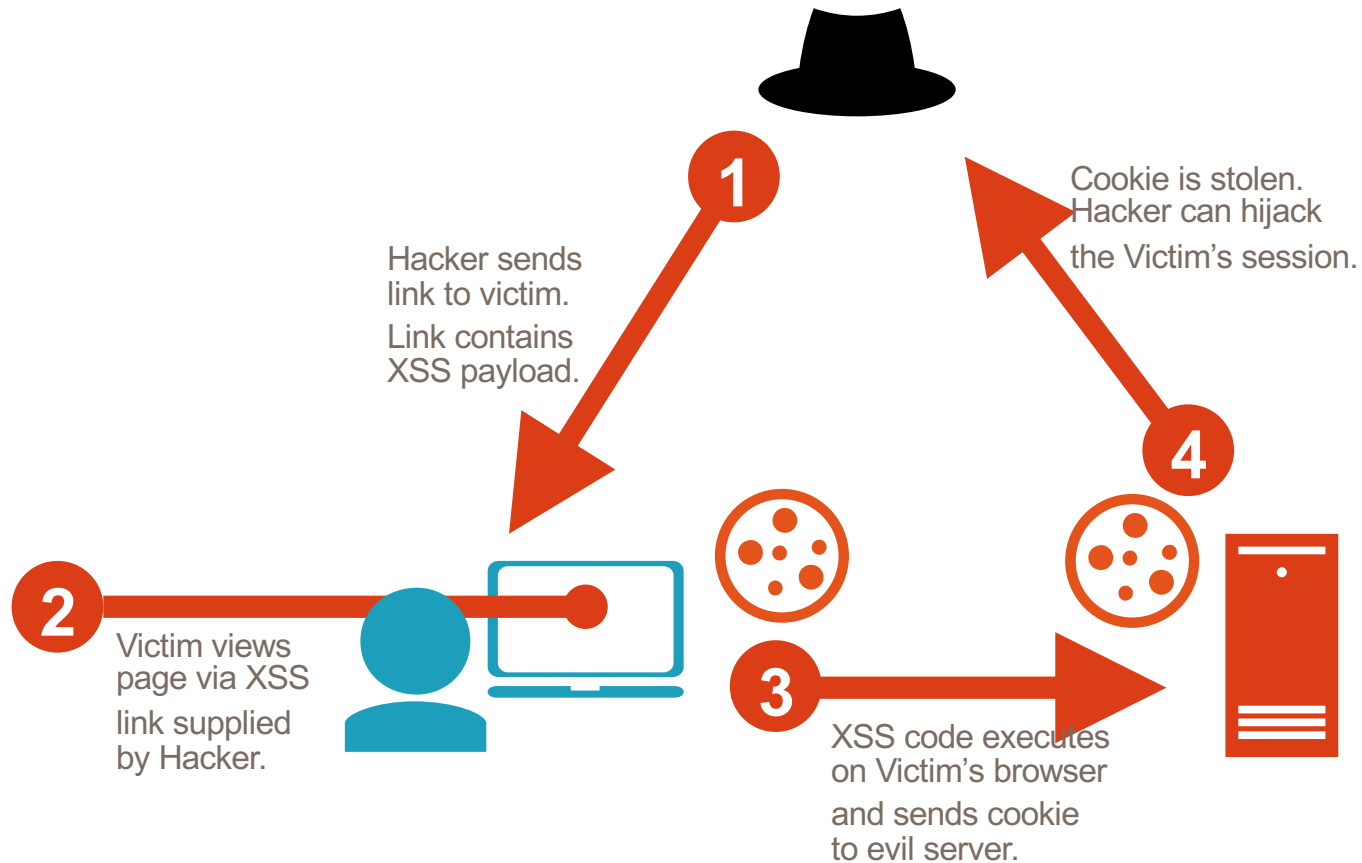 1
Hacker sends
link to victim.
Link contains
XSS payload.
2
Victim views
page via XSS
link supplied
by Hacker.
3
XSS code executes
on Victim’s browser
and sends cookie
to evil server.
4
Cookie is stolen.
Hacker can hijack
the Victim’s session.